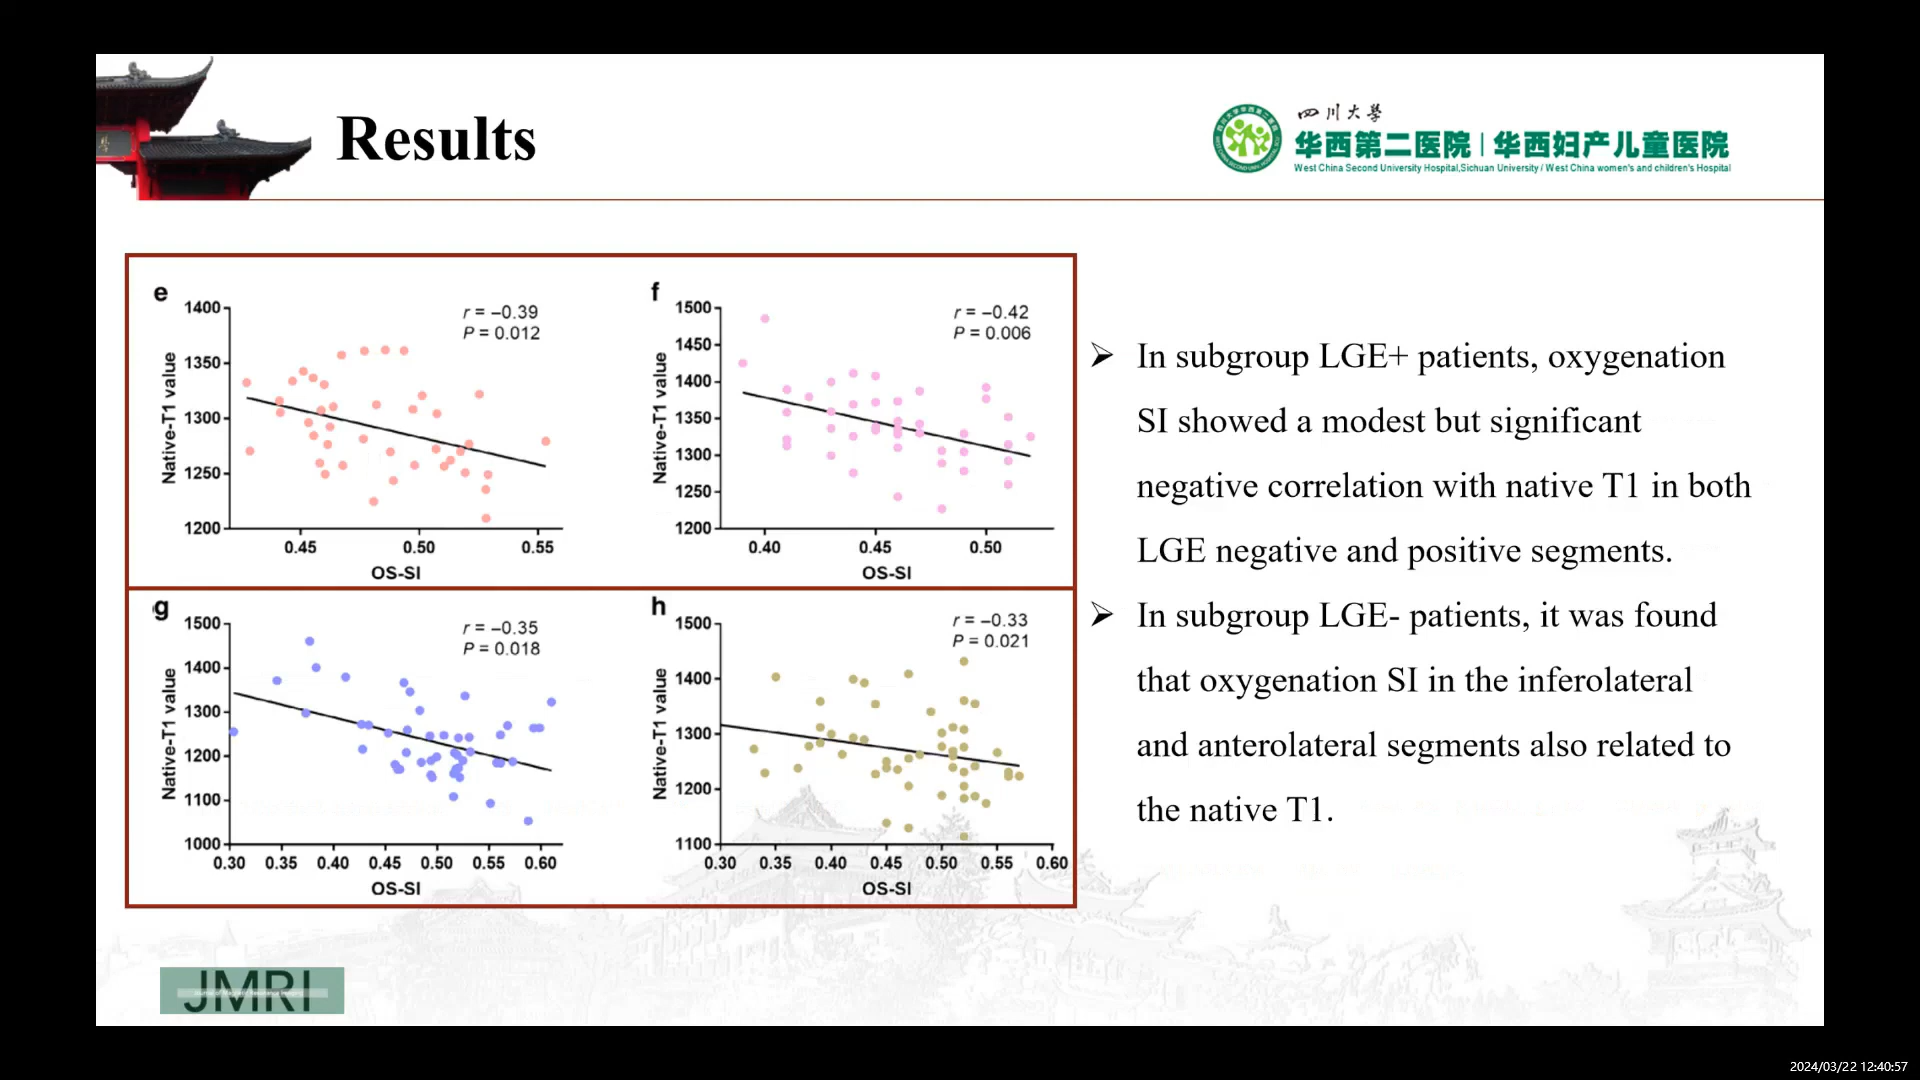 Results
四川大学
华西第二医院 | 华西妇产儿童医院
West China Second University Hospital,Sichuan University / West China women's and children's Hospital
e
r = –0.39
P = 0.012
Native-T1 value
1400
1350
1300
1250
1200
0.45 0.50 0.55
OS-SI
f
r = –0.42
P = 0.006
Native-T1 value
1500
1450
1400
1350
1300
1250
1200
0.40 0.45 0.50
OS-SI
g
r = –0.35
P = 0.018
Native-T1 value
1500
1400
1300
1200
1100
1000
0.30 0.35 0.40 0.45 0.50 0.55 0.60
OS-SI
h
r = –0.33
P = 0.021
Native-T1 value
1500
1400
1300
1200
1100
0.30 0.35 0.40 0.45 0.50 0.55 0.60
OS-SI
➢ In subgroup LGE+ patients, oxygenation
SI showed a modest but significant
negative correlation with native T1 in both
LGE negative and positive segments.
➢ In subgroup LGE- patients, it was found
that oxygenation SI in the inferolateral
and anterolateral segments also related to
the native T1.
JMRI
2024/03/22 12:40:57